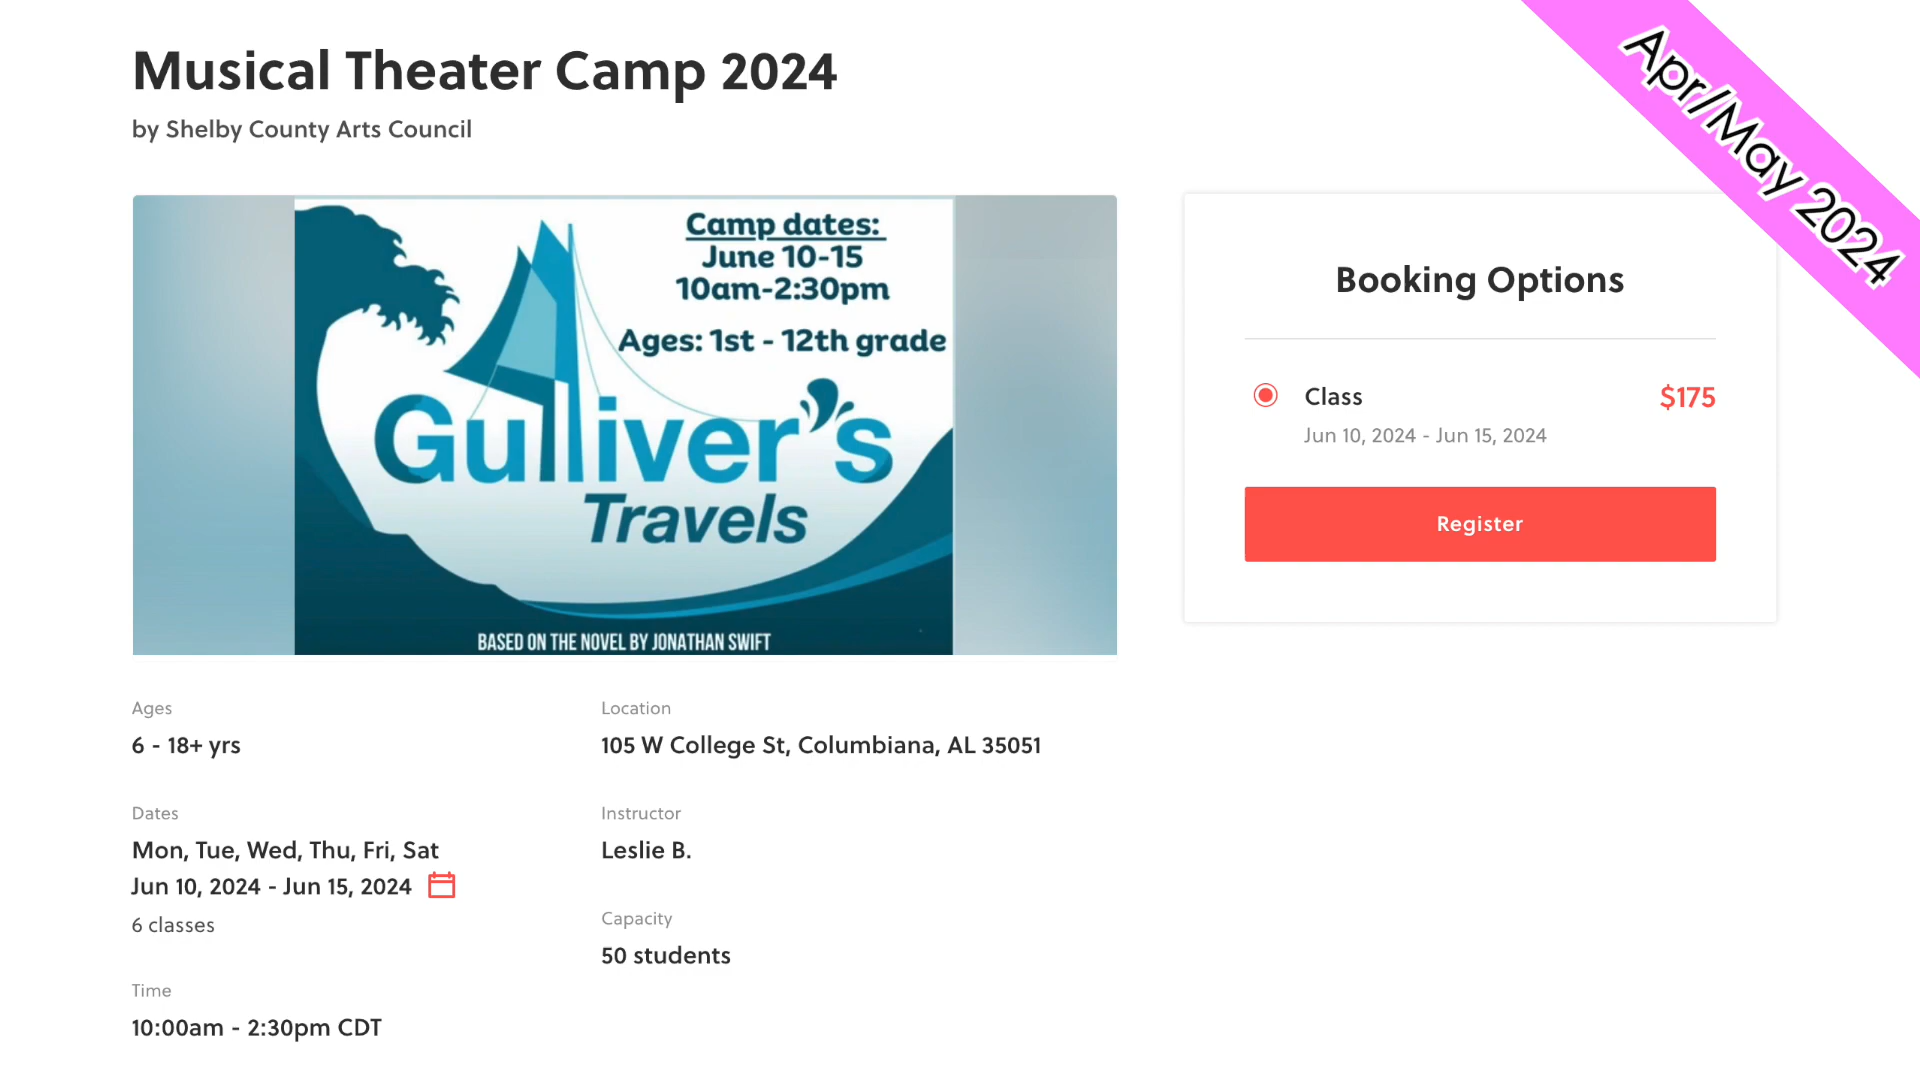 Musical Theater Camp 2024
by Shelby County Arts Council
Apr/May 2024
Camp dates:
June 10-15
10am-2:30pm
Ages: 1st - 12th grade
Gulliver's
Travels
BASED ON THE NOVEL BY JONATHAN SWIFT
Booking Options
Class
$175
Jun 10, 2024 - Jun 15, 2024
Register
Ages
6 - 18+ yrs
Dates
Mon, Tue, Wed, Thu, Fri, Sat
Jun 10, 2024 - Jun 15, 2024
6 classes
Time
10:00am - 2:30pm CDT
Location
105 W College St, Columbiana, AL 35051
Instructor
Leslie B.
Capacity
50 students